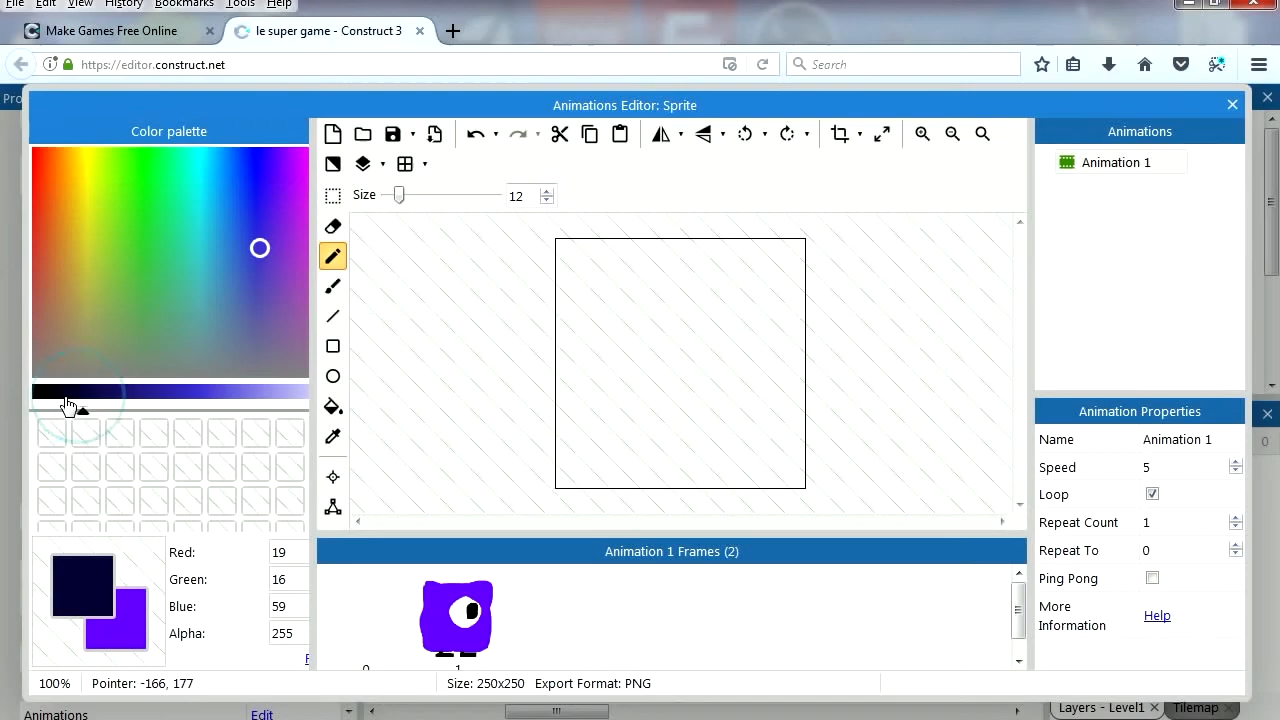 File Edit View History Bookmarks Tools Help
Make Games Free Online
le super game - Construct 3
https://editor.construct.net
Search
Pro
Animations Editor: Sprite
Color palette
Animations
Animation 1
Size 12
Animation Properties
Name Animation 1
Speed 5
Loop
Repeat Count 1
Repeat To 0
Ping Pong
More Information Help
0
Animation 1 Frames (2)
0 1
Red: 19
Green: 16
Blue: 59
Alpha: 255
100% Pointer: -166, 177 Size: 250x250 Export Format: PNG
Animations Edit
Layers - Level1 Tilemap